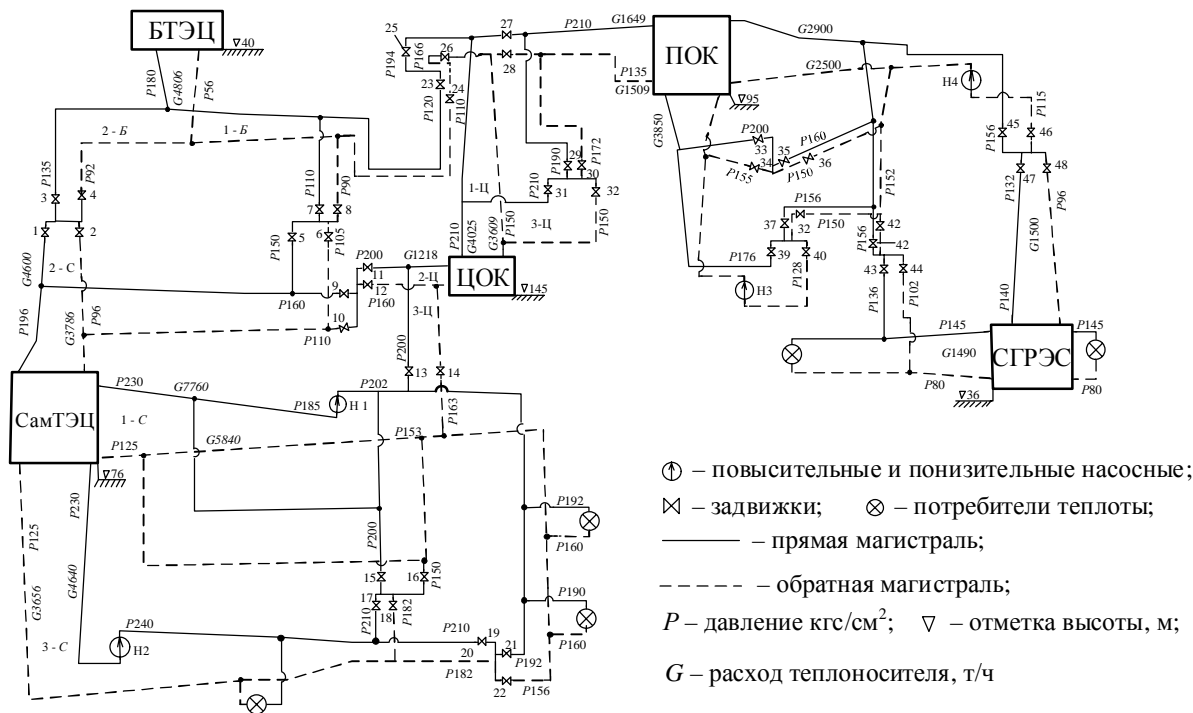 БТЭЦ
▽40
P180
G4806
P56
2 - Б
1 - Б
P135
P92
3
4
1
2
G4600
2 - С
P196
G3786
P96
P110
P90
7
8
P150
5
6
P105
P160
9
10
P110
25
P194
P166
26
23
24
P120
P110
27
P210
28
G1649
P135
G1509
P190
P172
29
30
P210
31
32
1-Ц
3-Ц
P150
P150
P210
G4025
G3609
P200
11
G1218
12
2-Ц
P160
3-Ц
ЦОК
▽145
P200
13
14
P163
ПОК
▽95
G2900
G2500
G3850
P200
33
P160
34
35
36
P155
P150
P152
Н4
P115
P156
45
46
47
48
P132
P96
G1500
P140
P156
37
32
P150
42
P156
42
P176
39
40
P128
Н3
43
44
P136
P102
P145
G1490
P80
СГРЭС
P145
P80
▽36
СамТЭЦ
▽76
P230
G7760
P185
Н 1
P202
1 - С
P125
G5840
P153
P125
P230
G3656
G4640
3 - С
P240
Н2
P200
15
16
P150
17
18
P210
P182
P210
19
20
21
P192
P182
22
P156
P192
P160
P190
P160
– повысительные и понизительные насосные;
– задвижки; – потребители теплоты;
– прямая магистраль;
– обратная магистраль;
P – давление кгс/см²; ▽ – отметка высоты, м;
G – расход теплоносителя, т/ч